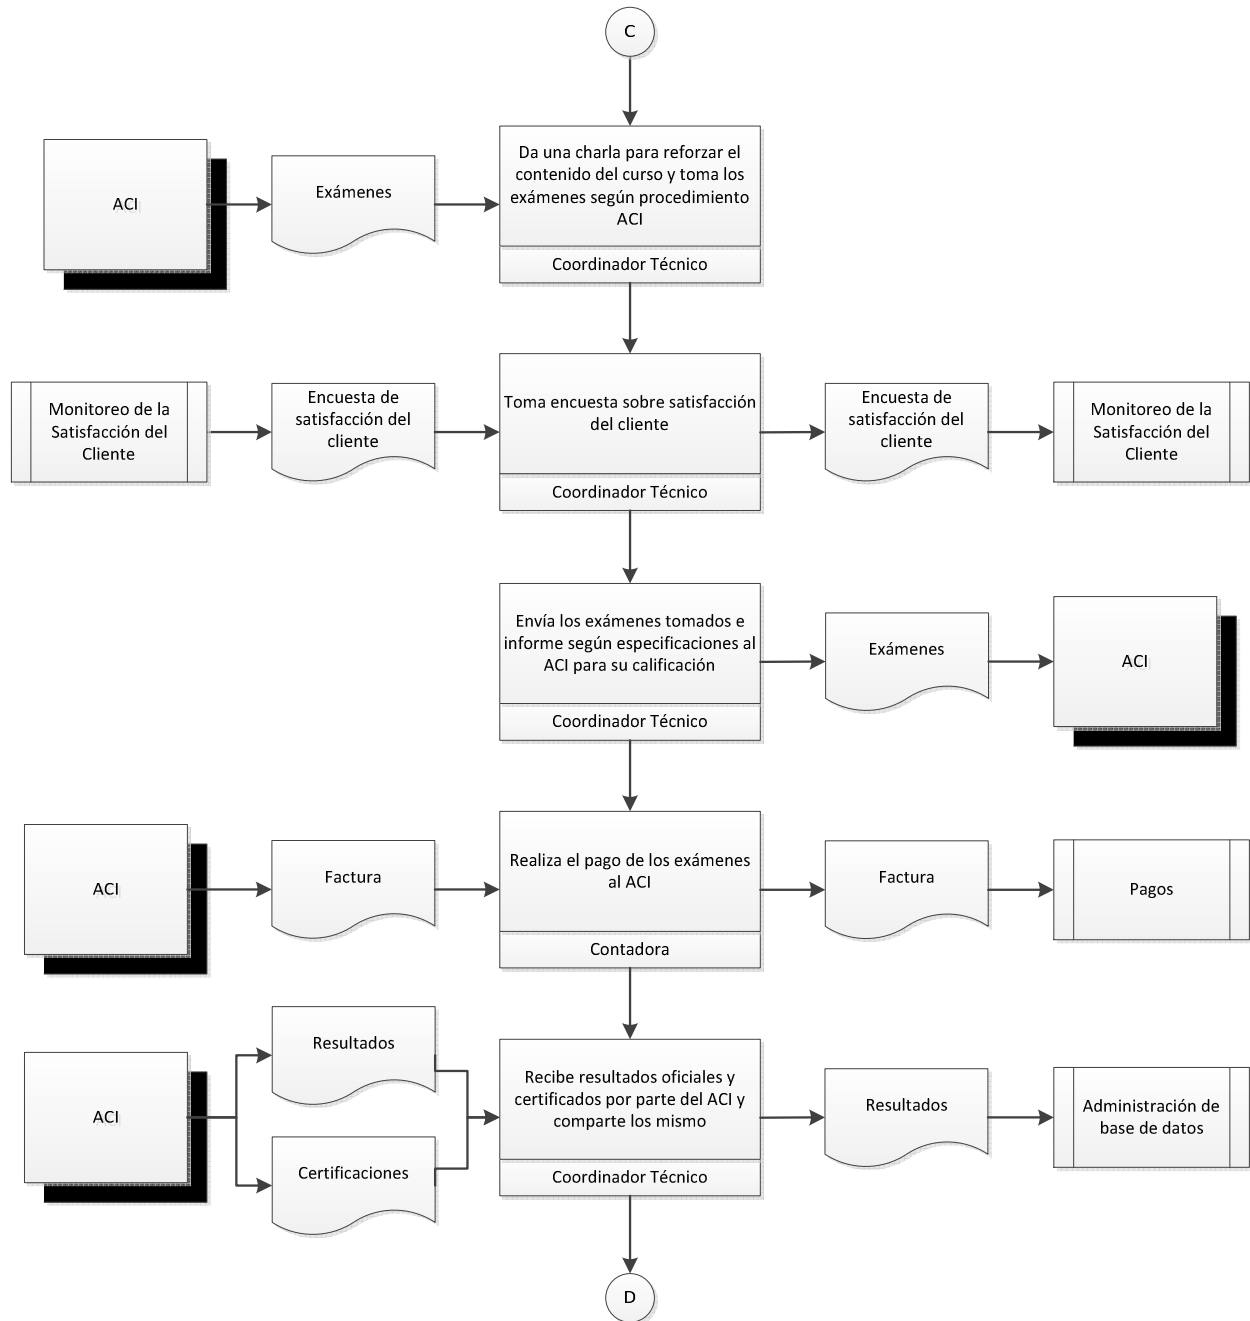 C
ACI
Exámenes
Da una charla para reforzar el
contenido del curso y toma los
exámenes según procedimiento
ACI
Coordinador Técnico
Monitoreo de la
Satisfacción del
Cliente
Encuesta de
satisfacción del
cliente
Toma encuesta sobre satisfacción
del cliente
Coordinador Técnico
Encuesta de
satisfacción del
cliente
Monitoreo de la
Satisfacción del
Cliente
Envía los exámenes tomados e
informe según especificaciones al
ACI para su calificación
Coordinador Técnico
Exámenes
ACI
ACI
Factura
Realiza el pago de los exámenes
al ACI
Contadora
Factura
Pagos
ACI
Resultados
Certificaciones
Recibe resultados oficiales y
certificados por parte del ACI y
comparte los mismo
Coordinador Técnico
Resultados
Administración de
base de datos
D